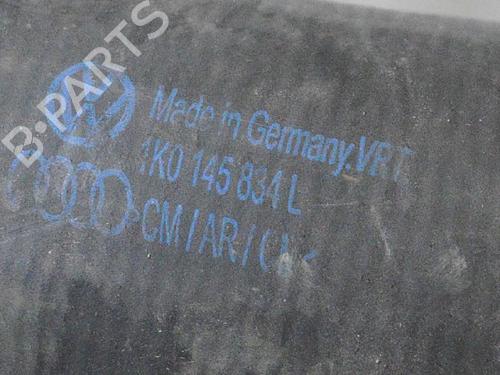 B-PARTS
Made in Germany. VRT
1K0 145 834 L
CM / AR /